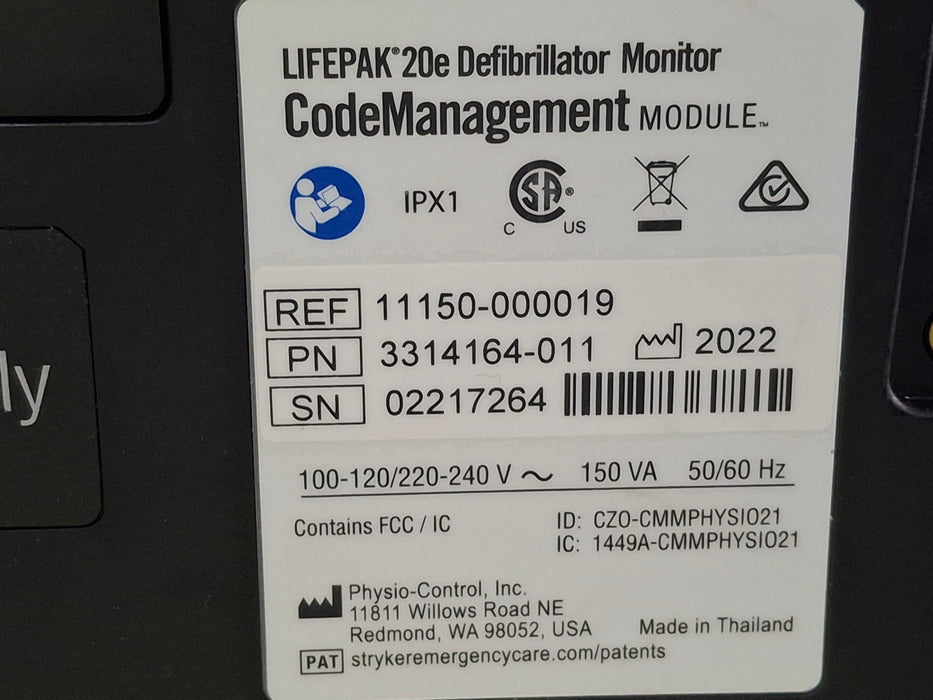 LIFEPAK® 20e Defibrillator Monitor
CodeManagement MODULE™
IPX1
SA®
C US
REF 11150-000019
PN 3314164-011 2022
SN 02217264
ly
100-120/220-240 V ~ 150 VA 50/60 Hz
Contains FCC / IC ID: CZO-CMMPHYSIO21
IC: 1449A-CMMPHYSIO21
Physio-Control, Inc.
11811 Willows Road NE
Redmond, WA 98052, USA Made in Thailand
PAT strykeremergencycare.com/patents